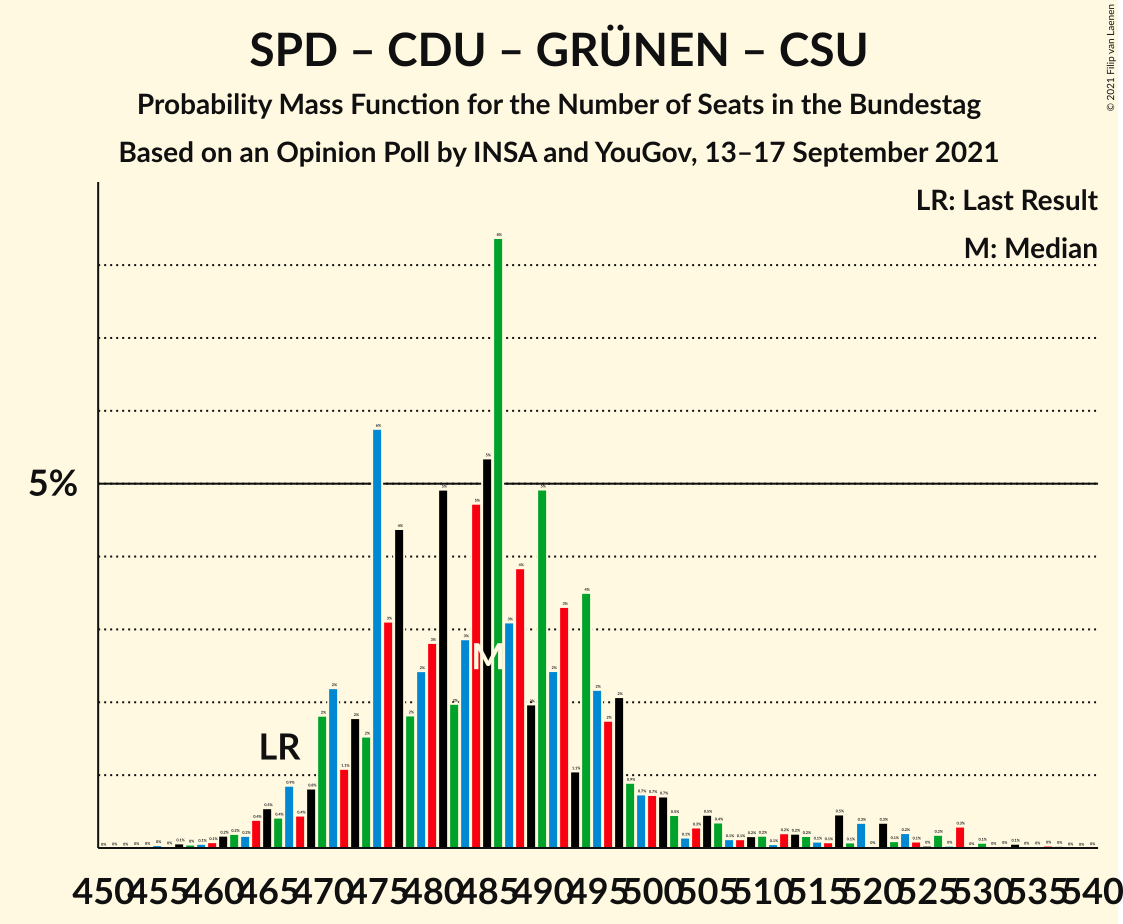 SPD – CDU – GRÜNEN – CSU
Probability Mass Function for the Number of Seats in the Bundestag
Based on an Opinion Poll by INSA and YouGov, 13–17 September 2021
© 2021 Filip van Laenen
LR: Last Result
M: Median
5%
LR
M
450 455 460 465 470 475 480 485 490 495 500 505 510 515 520 525 530 535 540